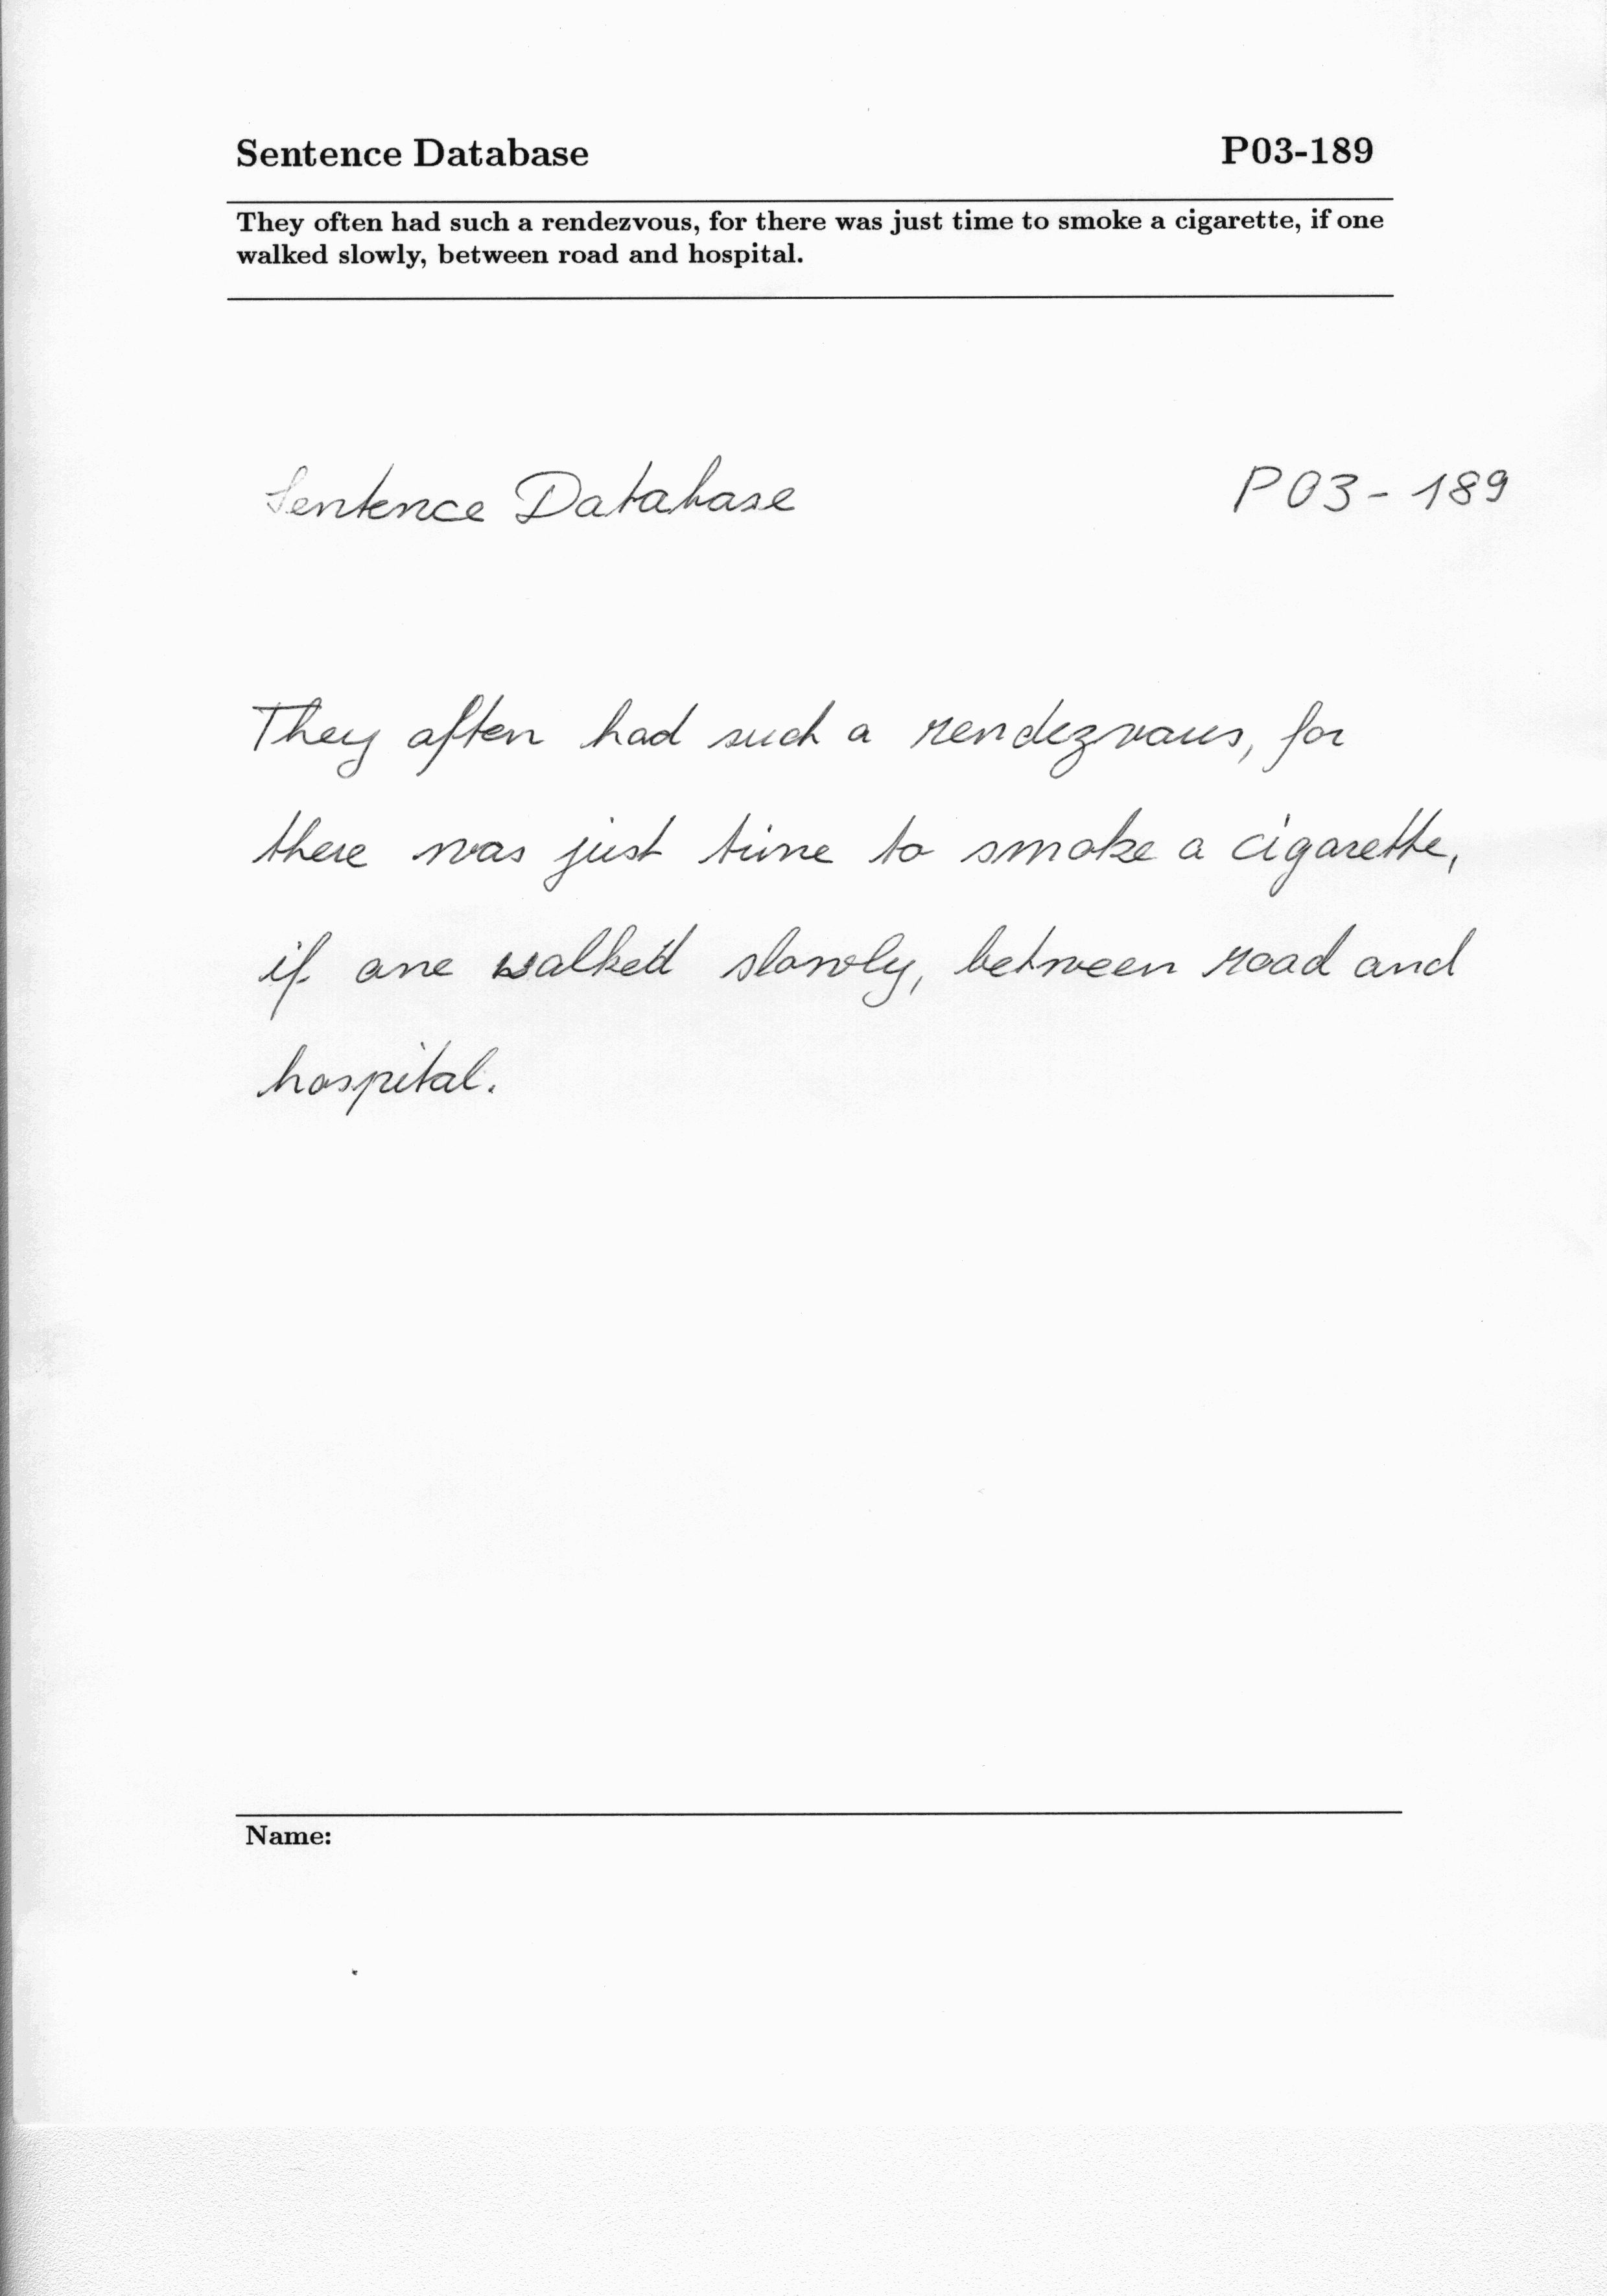 Sentence Database P03-189
They often had such a rendezvous, for there was just time to smoke a cigarette, if one
walked slowly, between road and hospital.
Sentence Database P03-189
They often had such a rendezvous, for
there was just time to smoke a cigarette,
if one walked slowly, between road and
hospital.
Name: